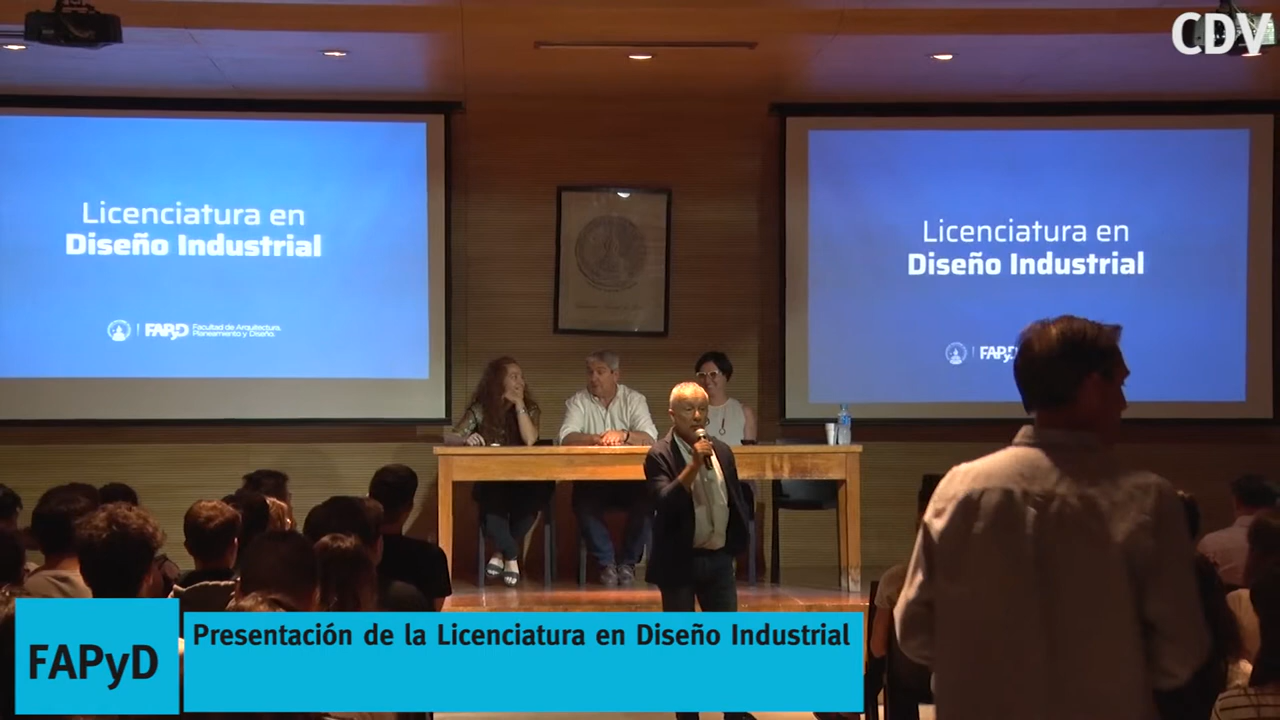 CDV
Licenciatura en
Diseño Industrial
FAPyD Facultad de Arquitectura,
Planeamiento y Diseño.
Licenciatura en
Diseño Industrial
FAPyD
Presentación de la Licenciatura en Diseño Industrial
FAPyD